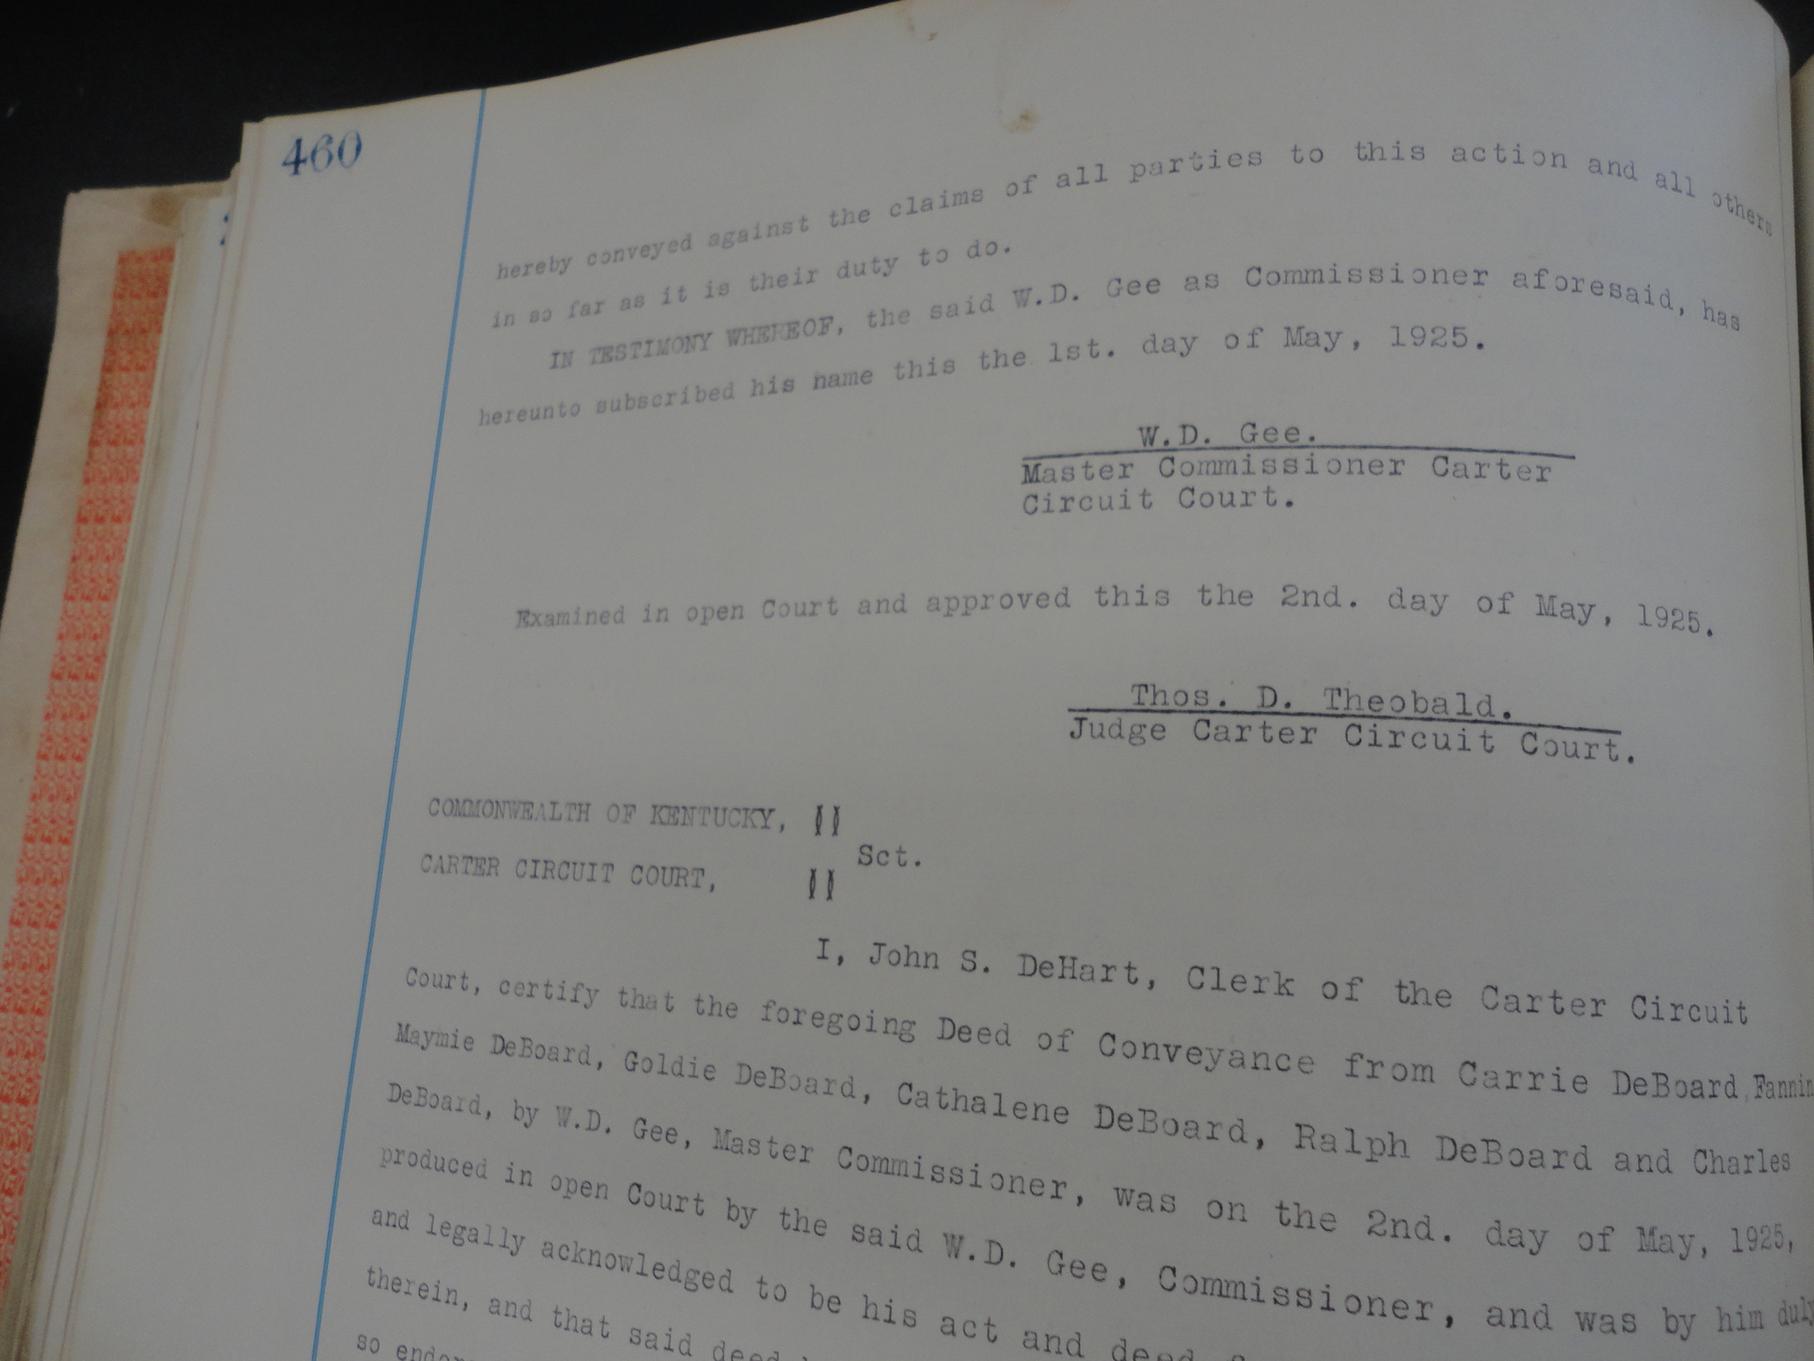 460
hereby conveyed against the claims of all parties to this action and all others
in so far as it is their duty to do.
IN TESTIMONY WHEREOF, the said W.D. Gee as Commissioner aforesaid, has
hereunto subscribed his name this the 1st. day of May, 1925.
W.D. Gee.
Master Commissioner Carter
Circuit Court.
Examined in open Court and approved this the 2nd. day of May, 1925.
Thos. D. Theobald.
Judge Carter Circuit Court.
COMMONWEALTH OF KENTUCKY, ))
Sct.
CARTER CIRCUIT COURT, ))
I, John S. DeHart, Clerk of the Carter Circuit
Court, certify that the foregoing Deed of Conveyance from Carrie DeBoard Fannin
Maymie DeBoard, Goldie DeBoard, Cathalene DeBoard, Ralph DeBoard and Charles
DeBoard, by W.D. Gee, Master Commissioner, was on the 2nd. day of May, 1925,
produced in open Court by the said W.D. Gee, Commissioner, and was by him duly
and legally acknowledged to be his act and deed
therein, and that said deed
so